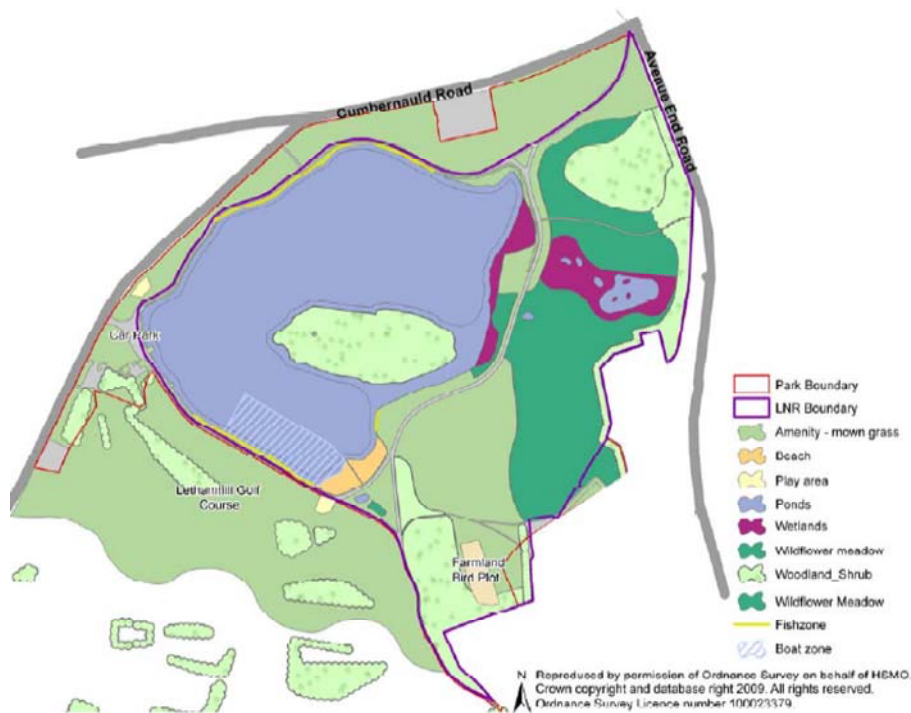 Cumbernauld Road
Avenue End Road
Car Park
Lethamhill Golf
Course
Farmland
Bird Plot
Park Boundary
LNR Boundary
Amenity - mown grass
Beach
Play area
Ponds
Wetlands
Wildflower meadow
Woodland_Shrub
Wildflower Meadow
Fishzone
Boat zone
N
Reproduced by permission of Ordnance Survey on behalf of HSMO.
Crown copyright and database right 2009. All rights reserved.
Ordnance Survey Licence number 100023379.